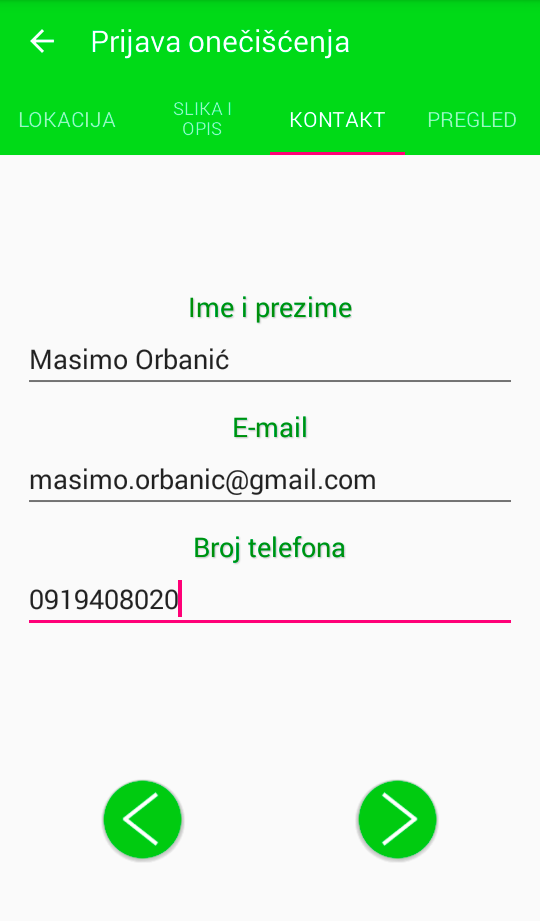 Prijava onečišćenja
LOKACIJA
SLIKA I
OPIS
KONTAKT
PREGLED
Ime i prezime
Masimo Orbanić
E-mail
masimo.orbanic@gmail.com
Broj telefona
0919408020